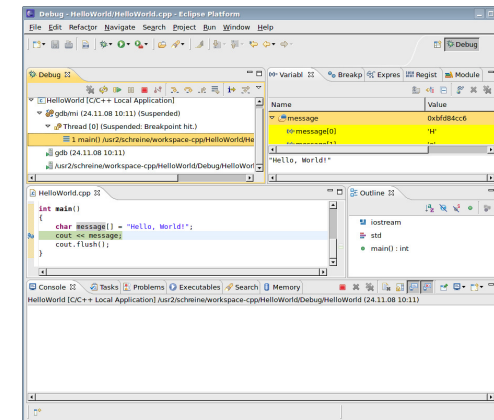 Debug - HelloWorld/HelloWorld.cpp - Eclipse Platform
File Edit Refactor Navigate Search Project Run Window Help
Debug
Debug
HelloWorld [C/C++ Local Application]
gdb/mi (24.11.08 10:11) (Suspended)
Thread [0] (Suspended: Breakpoint hit.)
1 main() /usr2/schreine/workspace-cpp/HelloWorld/He
gdb (24.11.08 10:11)
/usr2/schreine/workspace-cpp/HelloWorld/Debug/HelloWor
Variabl Breakp Expres Regist Module
Name Value
message 0xbfd84cc6
message[0] 'H'
"Hello, World!"
HelloWorld.cpp
int main()
{
char message[] = "Hello, World!";
cout << message;
cout.flush();
}
Outline
iostream
std
main() : int
Console Tasks Problems Executables Search Memory
HelloWorld [C/C++ Local Application] /usr2/schreine/workspace-cpp/HelloWorld/Debug/HelloWorld (24.11.08 10:11)